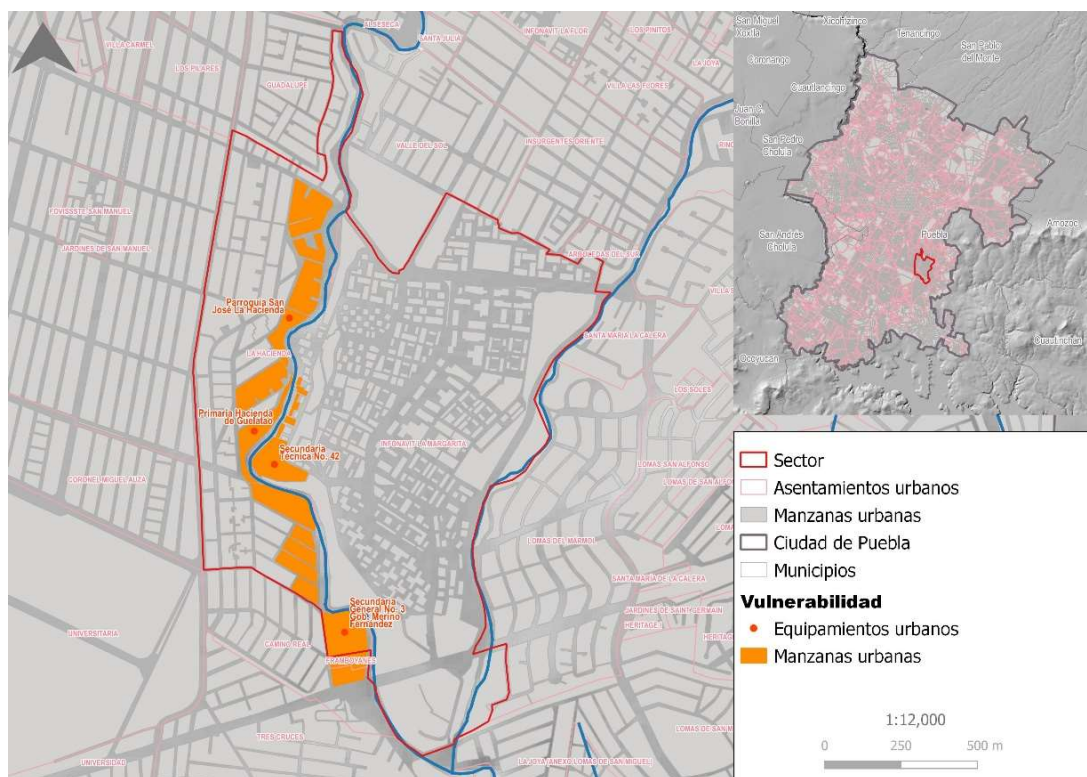 ALSESECA
SANTA JULIA
INFONAVIT LA FLOR
LOS PINITOS
VILLA CARMEL
LOS PILARES
GUADALUPE
LA JOYA
VILLA LAS FLORES
VALLE DEL SOL
INSURGENTES ORIENTE
FOVISSSTE SAN MANUEL
JARDINES DE SAN MANUEL
ARBOLEDAS DEL SUR
Parroquia San
José La Hacienda
SANTA MARIA LA CALERA
LA HACIENDA
LOS SOLES
Primaria Hacienda
de Guelatao
INFONAVIT LA MARGARITA
Secundaria
Técnica No. 42
LOMAS SAN ALFONSO
CORONEL MIGUEL AUZA
LOMAS DEL MARMOL
SANTA MARIA DE LA CALERA
Secundaria
General No. 3
Gob. Merino
Fernández
JARDINES DE SAINT GERMAIN
HERITAGE I
UNIVERSITARIA
CAMINO REAL
FRAMBOYANES
TRES CRUCES
UNIVERSIDAD
LA JOYA (ANEXO LOMAS DE SAN MIGUEL)
San Miguel
Xoxtla
Xicohtzinco
Tenancingo
San Pablo
del Monte
Coronango
Cuautlancingo
Juan C.
Bonilla
San Pedro
Cholula
San Andrés
Cholula
Puebla
Amozoc
Ocoyucan
Cuautinchán
Sector
Asentamientos urbanos
Manzanas urbanas
Ciudad de Puebla
Municipios
Vulnerabilidad
Equipamientos urbanos
Manzanas urbanas
1:12,000
0 250 500 m